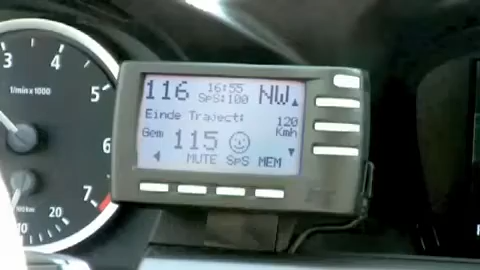 3
4
5
1/min x 1000
6
7
20
10
116 16:55 NW
SpS:100
Einde Traject: 120
Gem 115 Kmh
MUTE SpS MEM